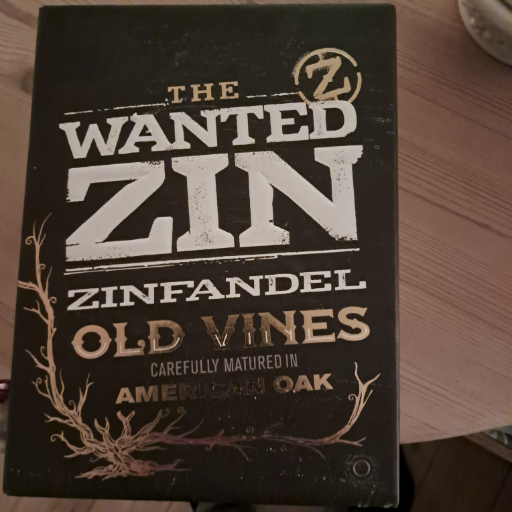 THE
Z
WANTED
ZIN
ZINFANDEL
OLD VINES
CAREFULLY MATURED IN
AMERICAN OAK